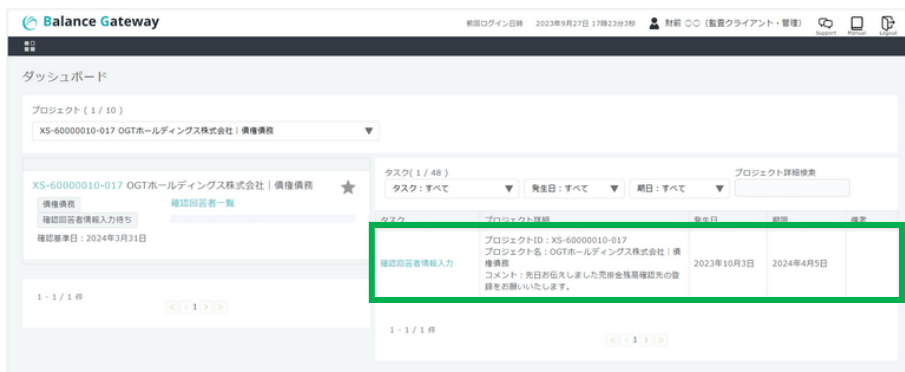 Balance Gateway
前回ログイン日時 2023年9月27日 17時23分3秒 財前 〇〇（監査クライアント・管理） Support Manual Logout
ダッシュボード
プロジェクト ( 1 / 10 )
XS-60000010-017 OGTホールディングス株式会社｜債権債務 ▼
XS-60000010-017 OGTホールディングス株式会社｜債権債務 ★
債権債務 確認回答者一覧
確認回答者情報入力待ち
確認基準日：2024年3月31日
1 - 1 / 1 件
≪ < 1 > ≫
タスク( 1 / 48 ) プロジェクト詳細検索
タスク：すべて ▼ 発生日：すべて ▼ 期日：すべて ▼
タスク プロジェクト詳細 発生日 期限 備考
プロジェクトID：XS-60000010-017
プロジェクト名：OGTホールディングス株式会社｜債
確認回答者情報入力 権債務 2023年10月3日 2024年4月5日
コメント：先日お伝えしました売掛金残高確認先の登
録をお願いいたします。
1 - 1 / 1 件
≪ < 1 > ≫